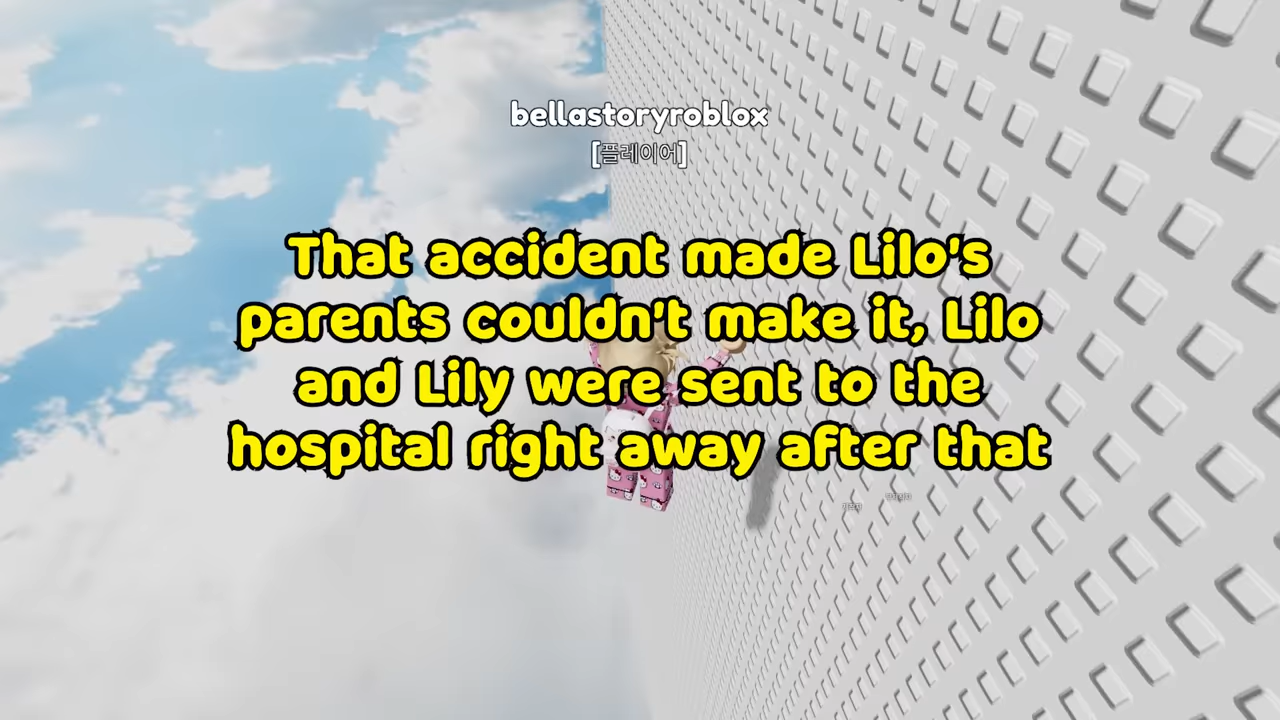 bellastoryroblox
[플레이어]
That accident made Lilo's
parents couldn't make it, Lilo
and Lily were sent to the
hospital right away after that